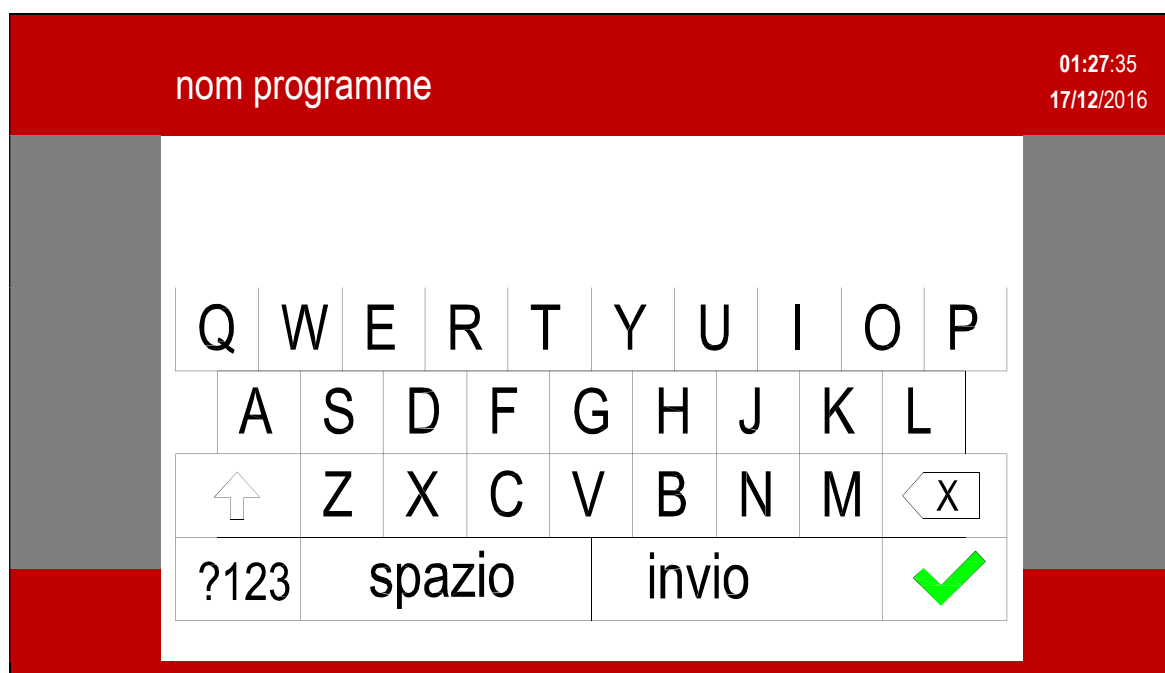 nom programme
01:27:35
17/12/2016
Q W E R T Y U I O P
A S D F G H J K L
Z X C V B N M X
?123 spazio invio